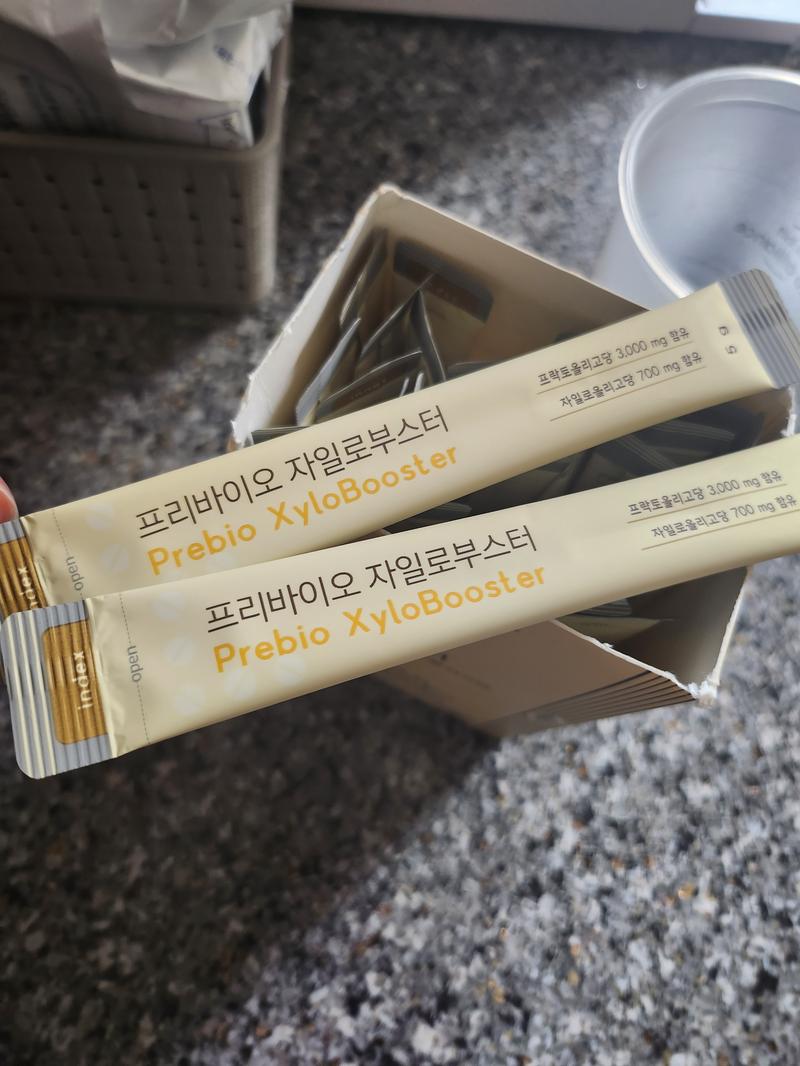 프락토올리고당 3,000 mg 함유
자일로올리고당 700 mg 함유
5 g
프리바이오 자일로부스터
Prebio XyloBooster
open
index
프락토올리고당 3,000 mg 함유
자일로올리고당 700 mg 함유
프리바이오 자일로부스터
Prebio XyloBooster
open
index